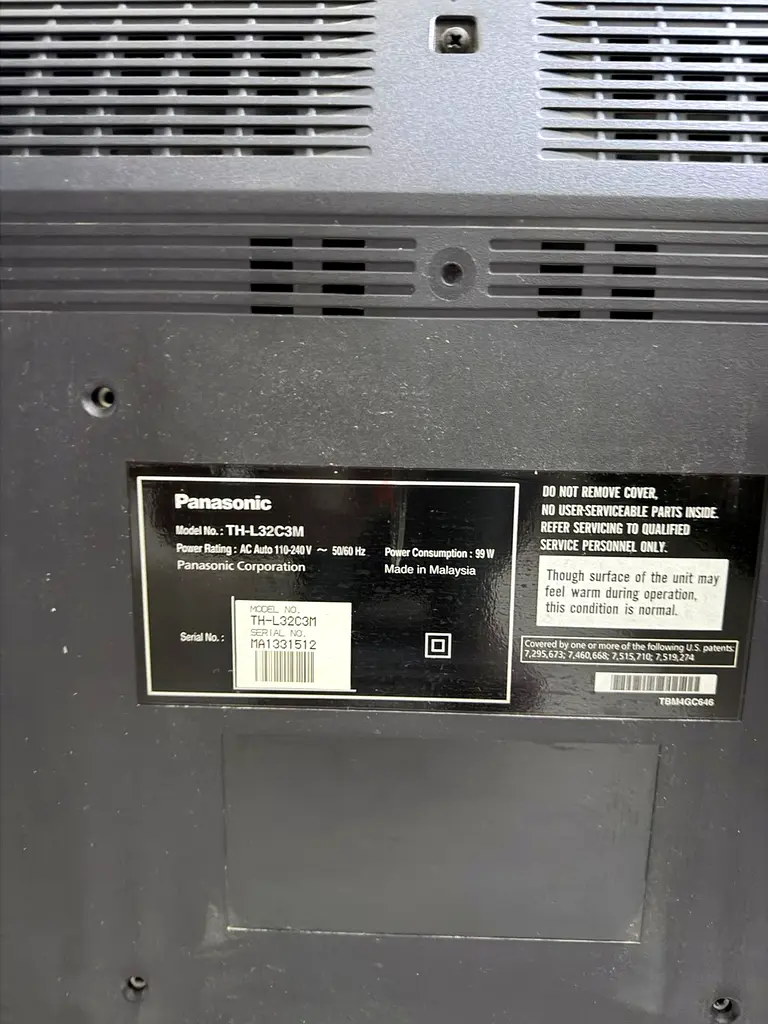 Panasonic
Model No. : TH-L32C3M
Power Rating : AC Auto 110-240 V ~ 50/60 Hz
Power Consumption : 99 W
Panasonic Corporation
Made in Malaysia
Serial No. :
MODEL NO.
TH-L32C3M
SERIAL NO.
MA1331512
DO NOT REMOVE COVER,
NO USER-SERVICEABLE PARTS INSIDE.
REFER SERVICING TO QUALIFIED
SERVICE PERSONNEL ONLY.
Though surface of the unit may
feel warm during operation,
this condition is normal.
Covered by one or more of the following U.S. patents:
7,295,673; 7,460,668; 7,515,710; 7,519,274
TBM4GC646